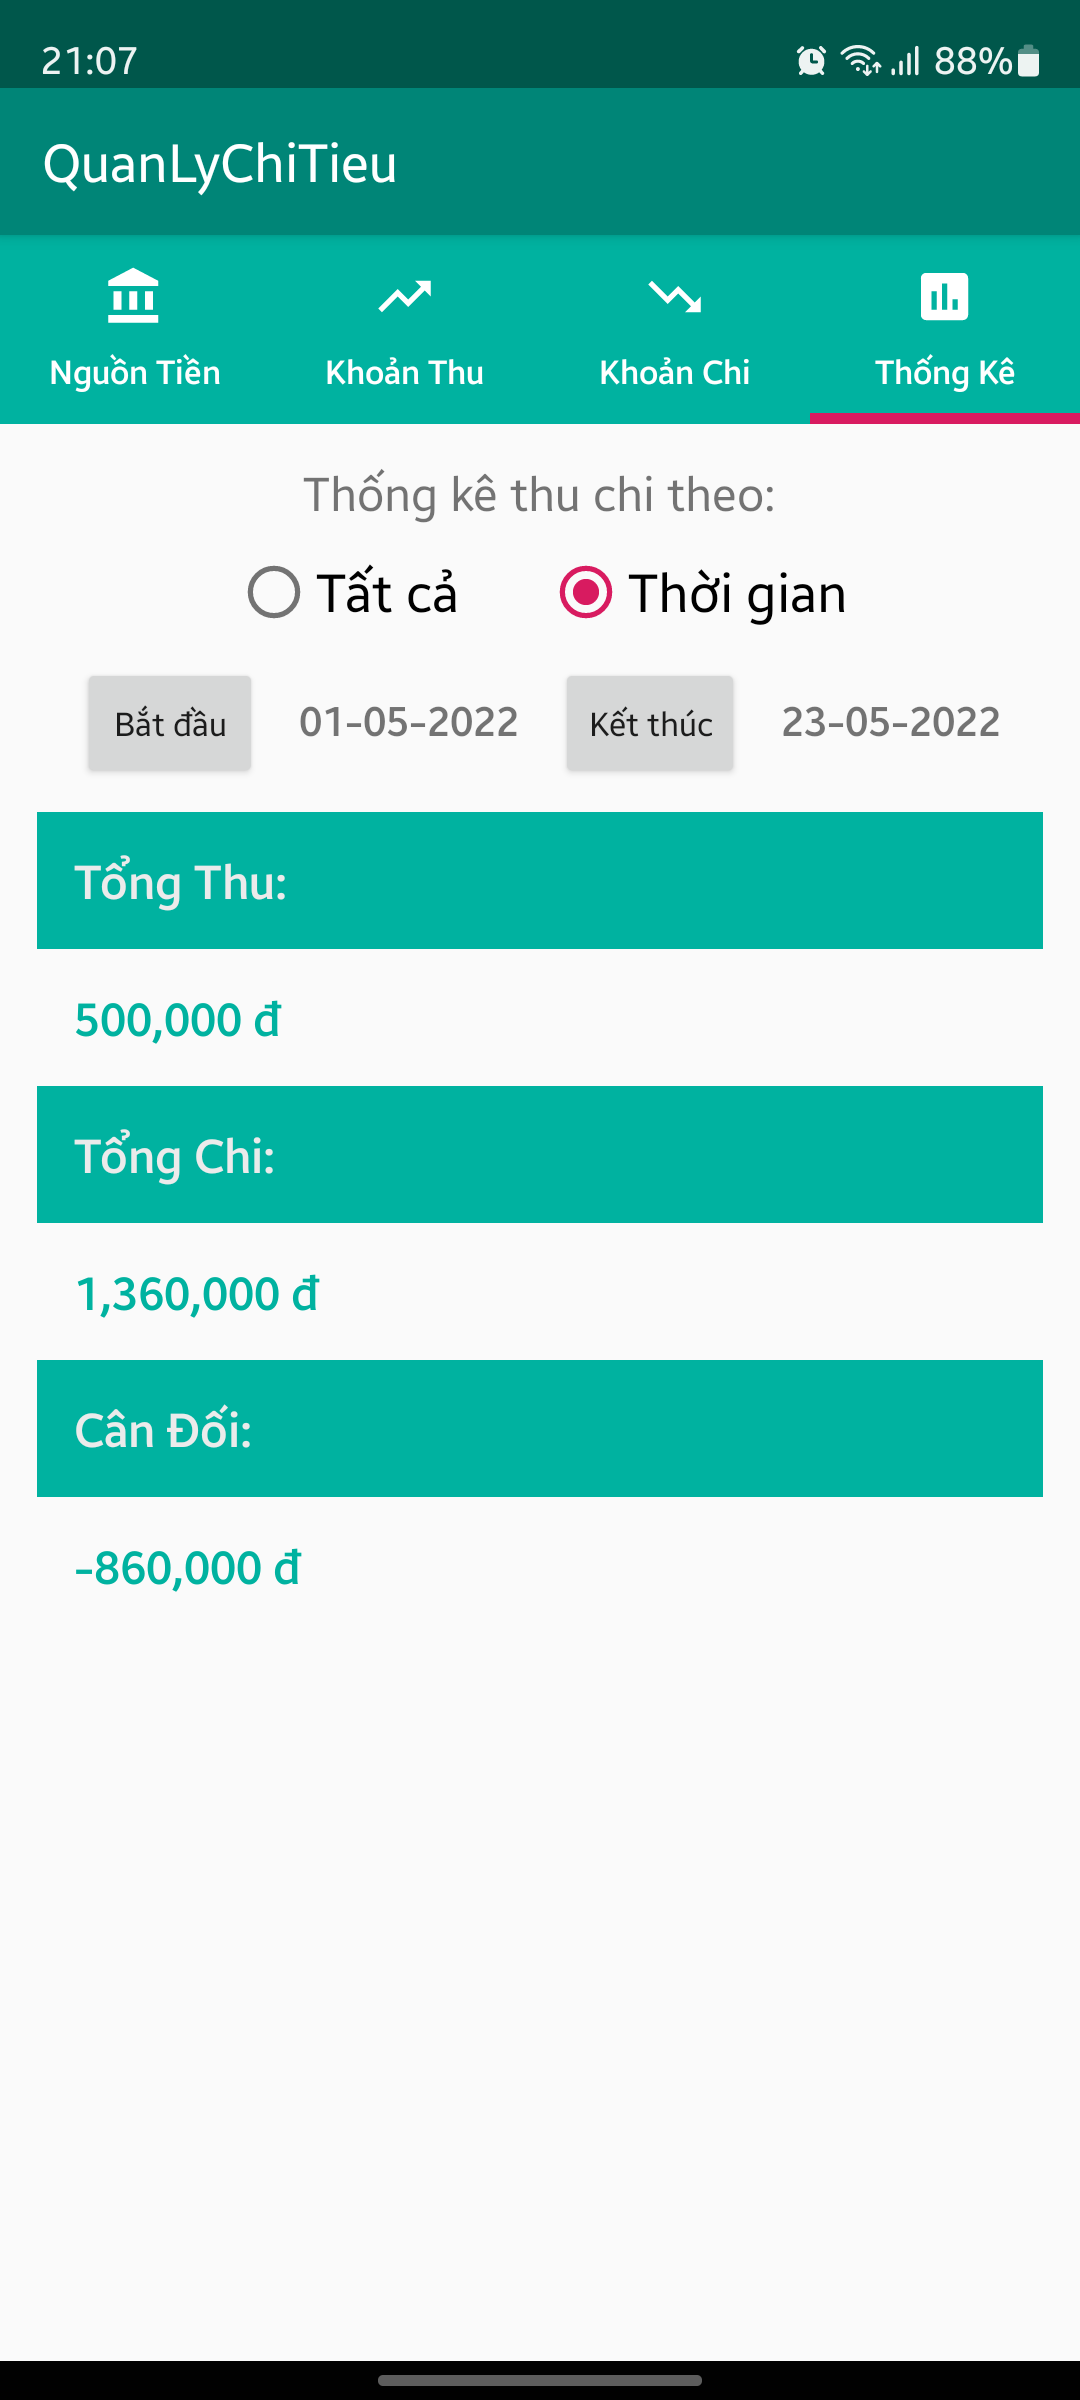 21:07 88%
QuanLyChiTieu
Nguồn Tiền Khoản Thu Khoản Chi Thống Kê
Thống kê thu chi theo:
Tất cả Thời gian
Bắt đầu 01-05-2022 Kết thúc 23-05-2022
Tổng Thu:
500,000 đ
Tổng Chi:
1,360,000 đ
Cân Đối:
-860,000 đ